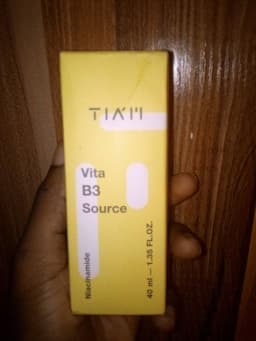 TIA'M
Vita
B3
Source
Niacinamide
40 ml — 1.35 FL.OZ.